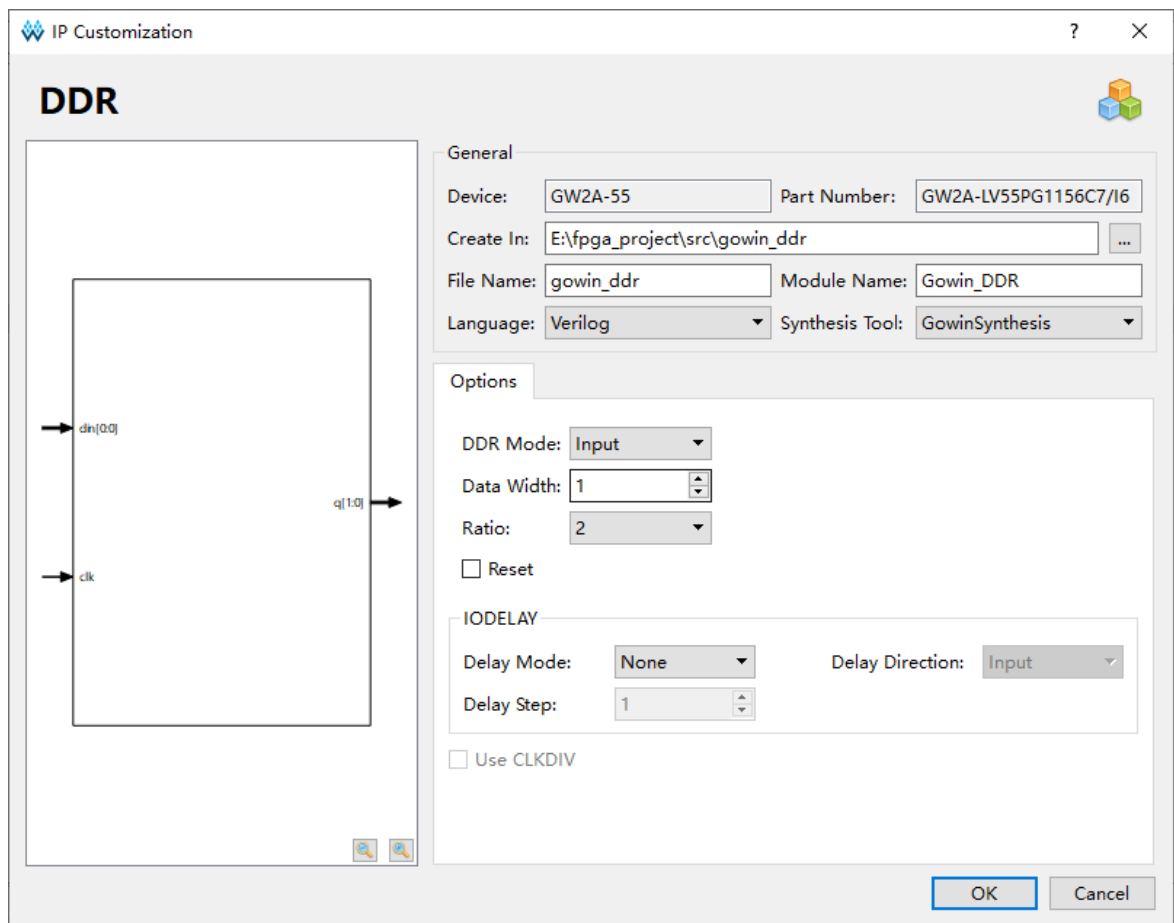 IP Customization
?
DDR
General
Device: GW2A-55 Part Number: GW2A-LV55PG1156C7/I6
Create In: E:\fpga_project\src\gowin_ddr ...
File Name: gowin_ddr Module Name: Gowin_DDR
Language: Verilog Synthesis Tool: GowinSynthesis
din[0:0]
q[1:0]
clk
Options
DDR Mode: Input
Data Width: 1
Ratio: 2
Reset
IODELAY
Delay Mode: None Delay Direction: Input
Delay Step: 1
Use CLKDIV
OK Cancel